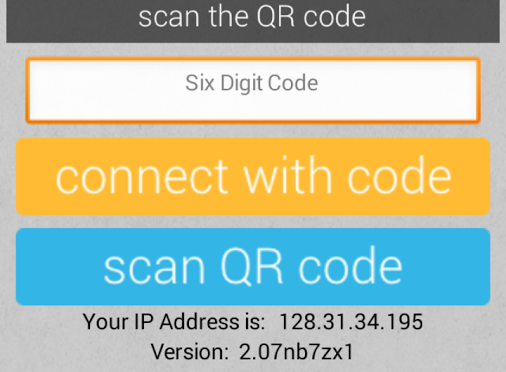 scan the QR code
Six Digit Code
connect with code
scan QR code
Your IP Address is: 128.31.34.195
Version: 2.07nb7zx1